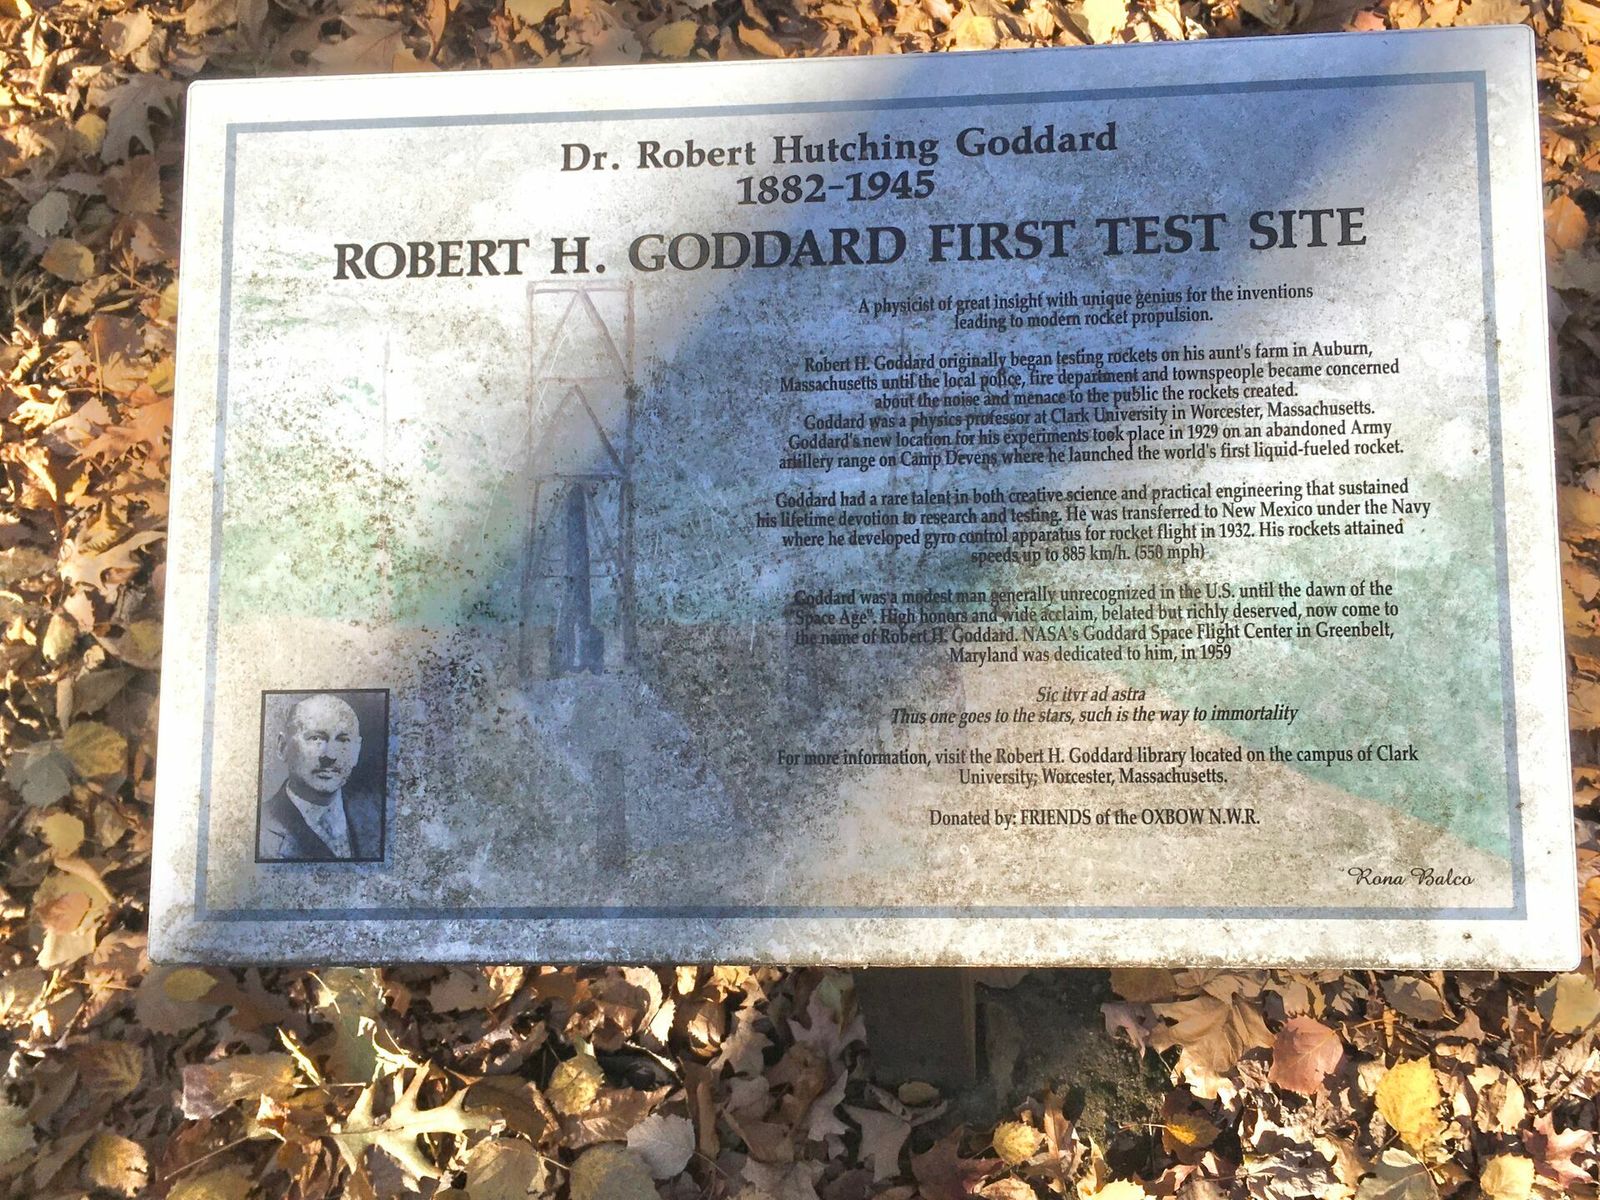 Dr. Robert Hutching Goddard
1882-1945
ROBERT H. GODDARD FIRST TEST SITE
A physicist of great insight with unique genius for the inventions
leading to modern rocket propulsion.
Robert H. Goddard originally began testing rockets on his aunt's farm in Auburn,
Massachusetts until the local police, fire department and townspeople became concerned
about the noise and menace to the public the rockets created.
Goddard was a physics professor at Clark University in Worcester, Massachusetts.
Goddard's new location for his experiments took place in 1929 on an abandoned Army
artillery range on Camp Devens where he launched the world's first liquid-fueled rocket.
Goddard had a rare talent in both creative science and practical engineering that sustained
his lifetime devotion to research and testing. He was transferred to New Mexico under the Navy
where he developed gyro control apparatus for rocket flight in 1932. His rockets attained
speeds up to 885 km/h. (550 mph)
Goddard was a modest man generally unrecognized in the U.S. until the dawn of the
"Space Age". High honors and wide acclaim, belated but richly deserved, now come to
the name of Robert H. Goddard. NASA's Goddard Space Flight Center in Greenbelt,
Maryland was dedicated to him, in 1959
Sic itvr ad astra
Thus one goes to the stars, such is the way to immortality
For more information, visit the Robert H. Goddard library located on the campus of Clark
University; Worcester, Massachusetts.
Donated by: FRIENDS of the OXBOW N.W.R.
Rona Balco